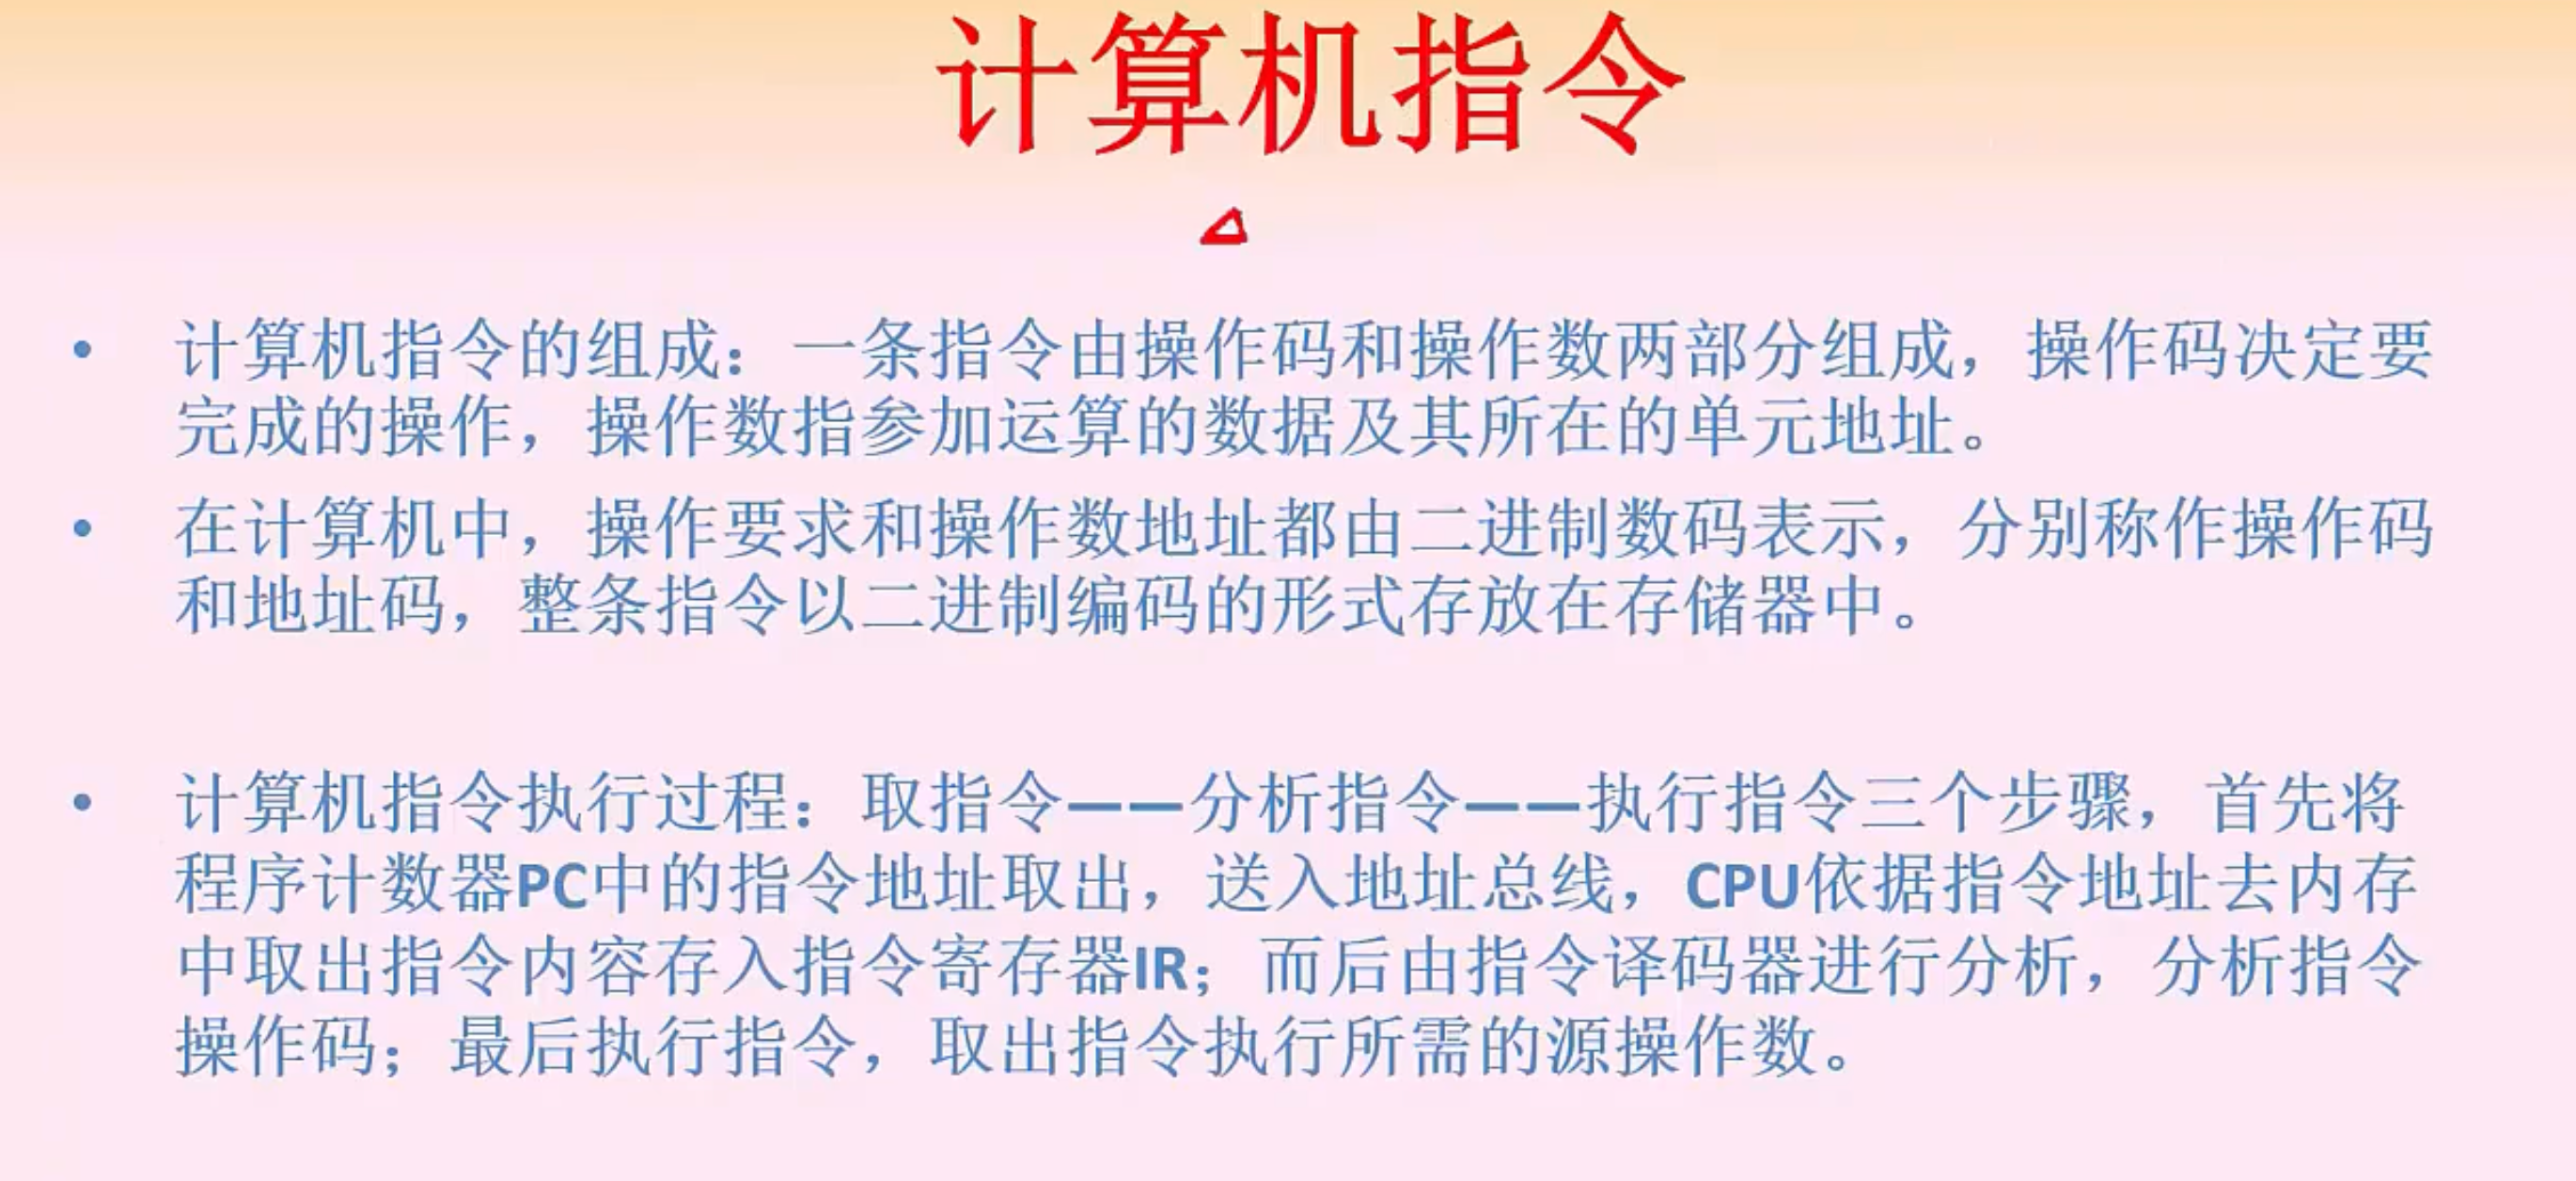 计算机指令
计算机指令的组成：一条指令由操作码和操作数两部分组成，操作码决定要
完成的操作，操作数指参加运算的数据及其所在的单元地址。
在计算机中，操作要求和操作数地址都由二进制数码表示，分别称作操作码
和地址码，整条指令以二进制编码的形式存放在存储器中。
计算机指令执行过程：取指令——分析指令——执行指令三个步骤，首先将
程序计数器PC中的指令地址取出，送入地址总线，CPU依据指令地址去内存
中取出指令内容存入指令寄存器IR；而后由指令译码器进行分析，分析指令
操作码；最后执行指令，取出指令执行所需的源操作数。